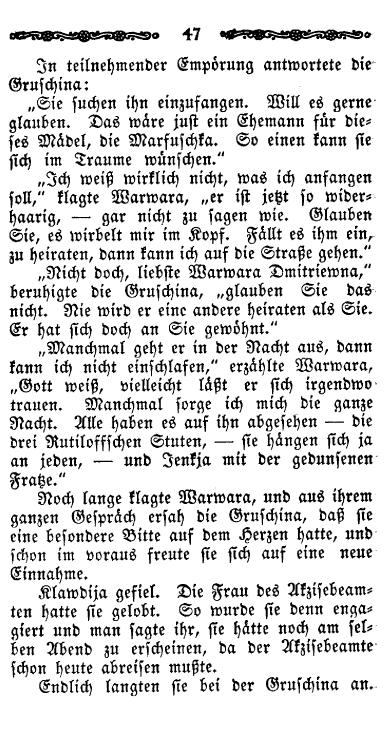 47
In teilnehmender Empörung antwortete die
Gruschina:
„Sie suchen ihn einzufangen. Will es gerne
glauben. Das wäre just ein Ehemann für die-
ses Mädel, die Marfuschka. So einen kann sie
sich im Traume wünschen.“
„Ich weiß wirklich nicht, was ich anfangen
soll,“ klagte Warwara, „er ist jetzt so wider-
haarig, — gar nicht zu sagen wie. Glauben
Sie, es wirbelt mir im Kopf. Fällt es ihm ein,
zu heiraten, dann kann ich auf die Straße gehen.“
„Nicht doch, liebste Warwara Dmitriewna,“
beruhigte die Gruschina, „glauben Sie das
nicht. Nie wird er eine andere heiraten als Sie.
Er hat sich doch an Sie gewöhnt.“
„Manchmal geht er in der Nacht aus, dann
kann ich nicht einschlafen,“ erzählte Warwara,
„Gott weiß, vielleicht läßt er sich irgendwo
trauen. Manchmal sorge ich mich die ganze
Nacht. Alle haben es auf ihn abgesehen — die
drei Rutiloffschen Stuten, — sie hängen sich ja
an jeden, — und Jenkja mit der gedunsenen
Fratze.“
Noch lange klagte Warwara, und aus ihrem
ganzen Gespräch ersah die Gruschina, daß sie
eine besondere Bitte auf dem Herzen hatte, und
schon im voraus freute sie sich auf eine neue
Einnahme.
Klawdija gefiel. Die Frau des Akzisebeam-
ten hatte sie gelobt. So wurde sie denn enga-
giert und man sagte ihr, sie hätte noch am sel-
ben Abend zu erscheinen, da der Akzisebeamte
schon heute abreisen mußte.
Endlich langten sie bei der Gruschina an.